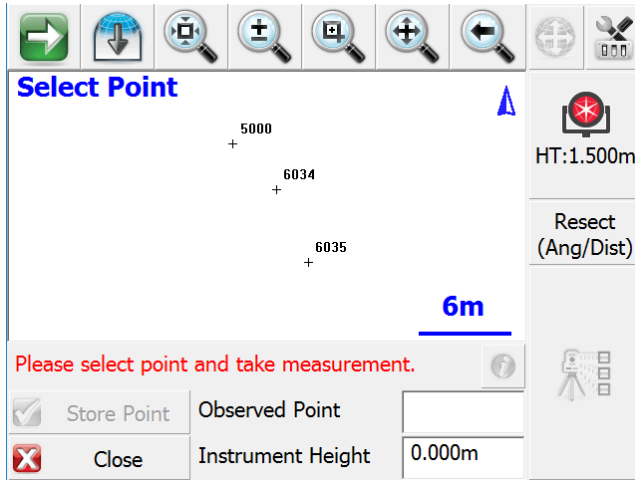 Select Point
5000
6034
6035
6m
HT:1.500m
Resect
(Ang/Dist)
Please select point and take measurement.
Store Point
Observed Point
Close
Instrument Height
0.000m